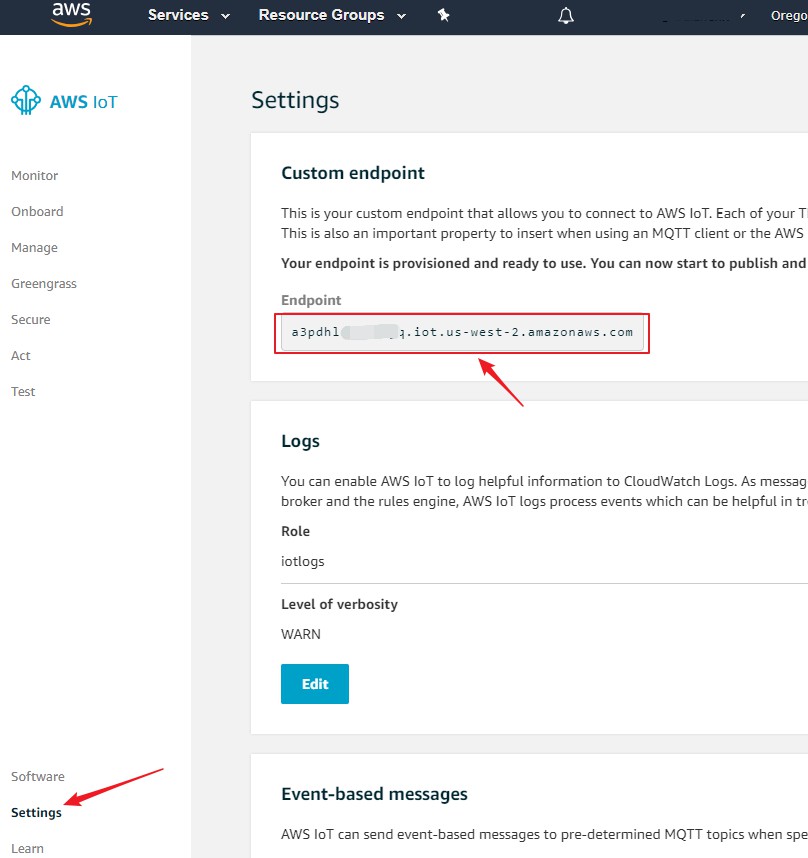 aws
Services
Resource Groups
Orego
AWS IoT
Monitor
Onboard
Manage
Greengrass
Secure
Act
Test
Software
Settings
Learn
Settings
Custom endpoint
This is your custom endpoint that allows you to connect to AWS IoT. Each of your T
This is also an important property to insert when using an MQTT client or the AWS
Your endpoint is provisioned and ready to use. You can now start to publish and
Endpoint
a3pdhl q.iot.us-west-2.amazonaws.com
Logs
You can enable AWS IoT to log helpful information to CloudWatch Logs. As messag
broker and the rules engine, AWS IoT logs process events which can be helpful in tr
Role
iotlogs
Level of verbosity
WARN
Edit
Event-based messages
AWS IoT can send event-based messages to pre-determined MQTT topics when spe